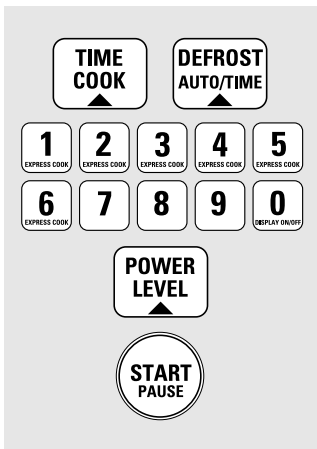 TIME DEFROST
COOK AUTO/TIME
1 2 3 4 5
EXPRESS COOK EXPRESS COOK EXPRESS COOK EXPRESS COOK EXPRESS COOK
6 7 8 9 0
EXPRESS COOK DISPLAY ON/OFF
POWER
LEVEL
START
PAUSE